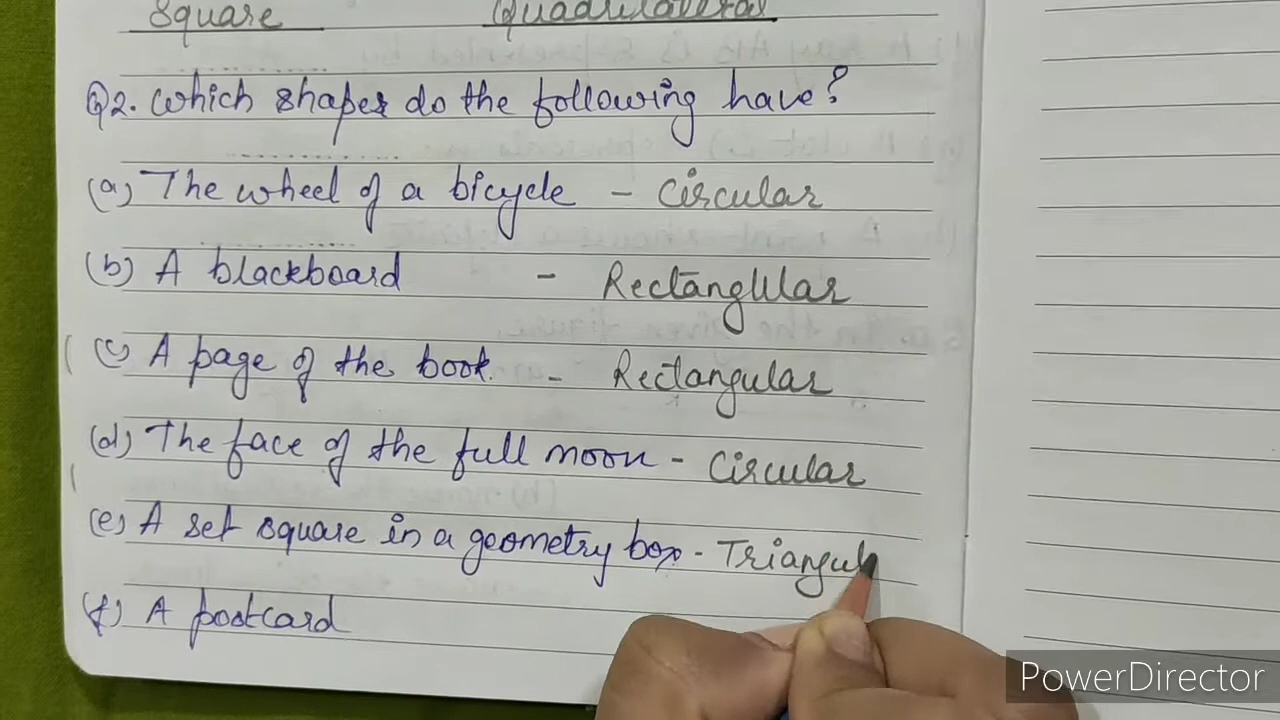 Square Quadrilateral
Q2. Which shapes do the following have?
(a) The wheel of a bicycle - Circular
(b) A blackboard - Rectangular
(c) A page of the book. - Rectangular
(d) The face of the full moon - Circular
(e) A set square in a geometry box - Triangul
(f) A postcard
PowerDirector